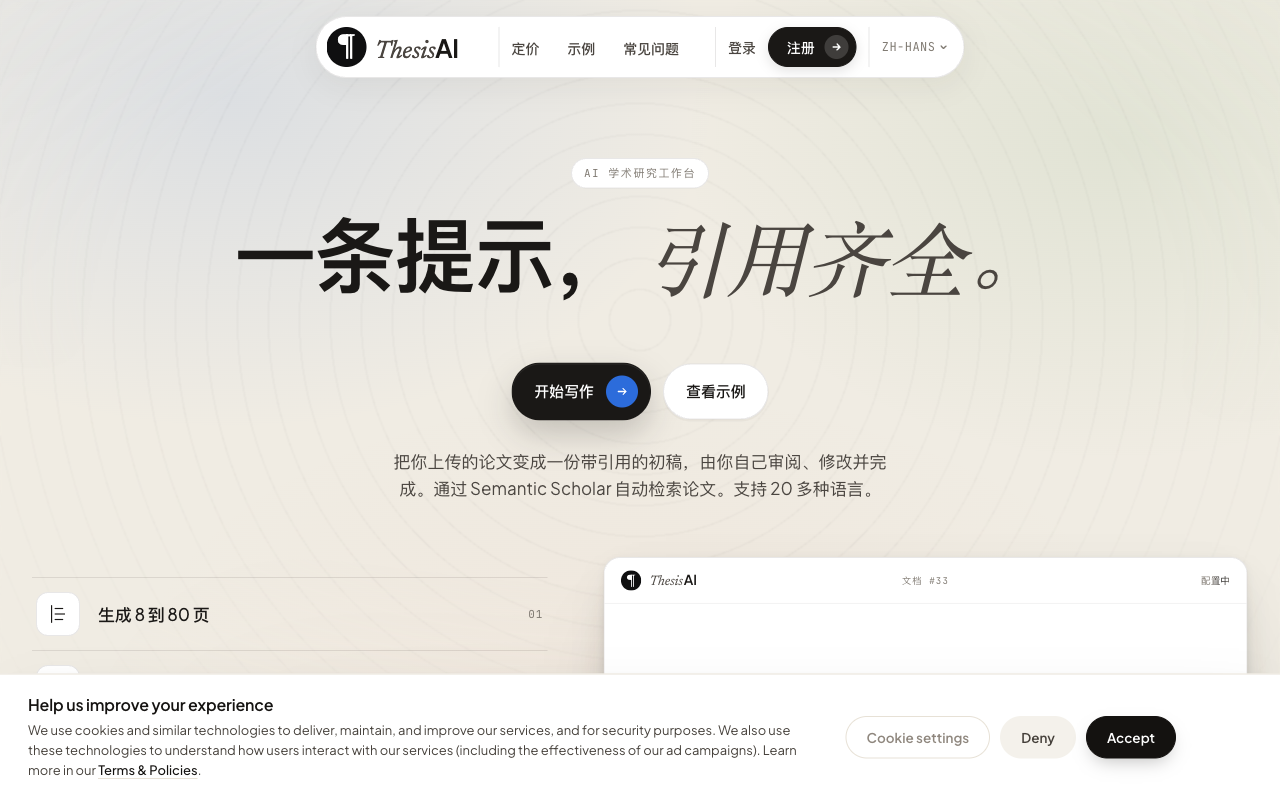 ThesisAI
定价
示例
常见问题
登录
注册
ZH-HANS
AI 学术研究工作台
一条提示， 引用齐全。
开始写作
查看示例
把你上传的论文变成一份带引用的初稿，由你自己审阅、修改并完
成。通过 Semantic Scholar 自动检索论文。支持 20 多种语言。
生成 8 到 80 页
01
ThesisAI
文档 #33
配置中
Help us improve your experience
We use cookies and similar technologies to deliver, maintain, and improve our services, and for security purposes. We also use
these technologies to understand how users interact with our services (including the effectiveness of our ad campaigns). Learn
more in our Terms & Policies.
Cookie settings
Deny
Accept